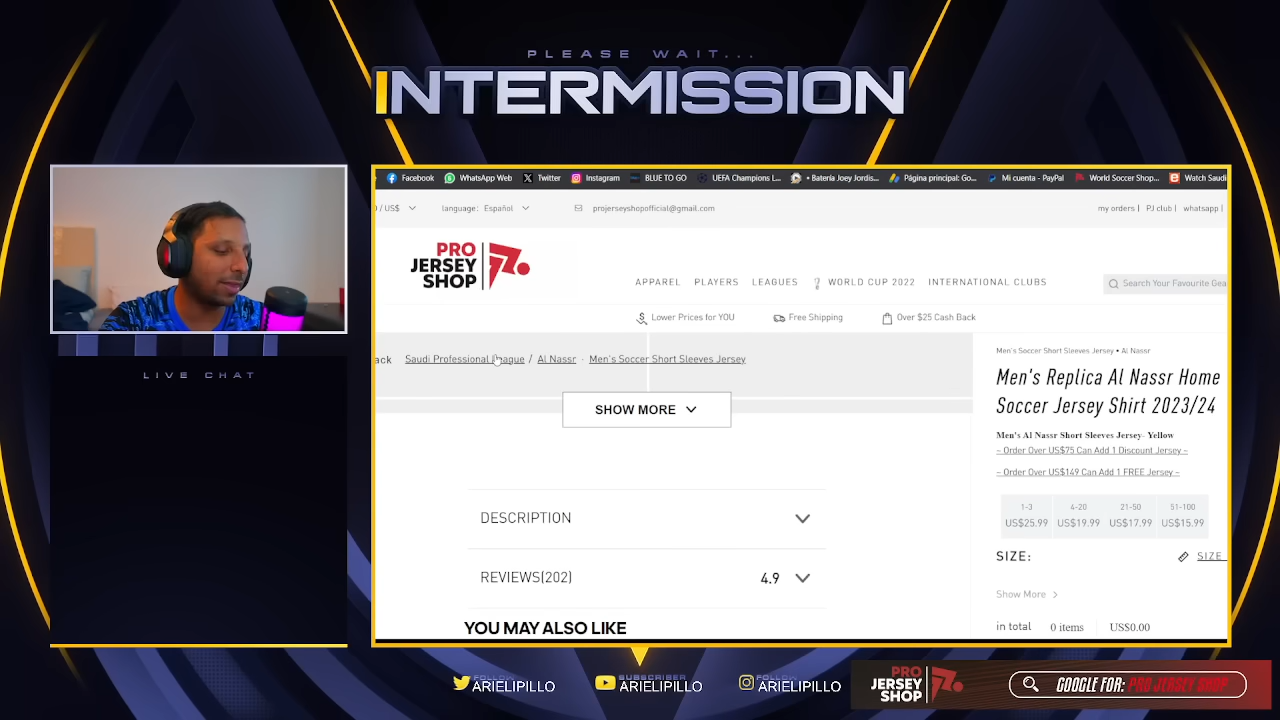 PLEASE WAIT...
INTERMISSION
Facebook WhatsApp Web Twitter Instagram BLUE TO GO UEFA Champions L... • Batería Joey Jordis... Página principal: Go... Mi cuenta - PayPal World Soccer Shop... Watch Saudi
/ US$ language: Español projerseyshopofficial@gmail.com my orders | PJ club | whatsapp |
PRO
JERSEY
SHOP
APPAREL PLAYERS LEAGUES WORLD CUP 2022 INTERNATIONAL CLUBS Search Your Favourite Gea
Lower Prices for YOU Free Shipping Over $25 Cash Back
ack Saudi Professional League / Al Nassr - Men's Soccer Short Sleeves Jersey
Men's Soccer Short Sleeves Jersey • Al Nassr
Men's Replica Al Nassr Home
Soccer Jersey Shirt 2023/24
SHOW MORE
Men's Al Nassr Short Sleeves Jersey- Yellow
~ Order Over US$75 Can Add 1 Discount Jersey ~
~ Order Over US$149 Can Add 1 FREE Jersey ~
1-3 4-20 21-50 51-100
US$25.99 US$19.99 US$17.99 US$15.99
DESCRIPTION
SIZE: SIZE
REVIEWS(202) 4.9
Show More
YOU MAY ALSO LIKE
in total 0 items US$0.00
LIVE CHAT
FOLLOW
ARIELIPILLO
SUBSCRIBER
ARIELIPILLO
FOLLOW
ARIELIPILLO
PRO
JERSEY
SHOP
GOOGLE FOR: PRO JERSEY SHOP